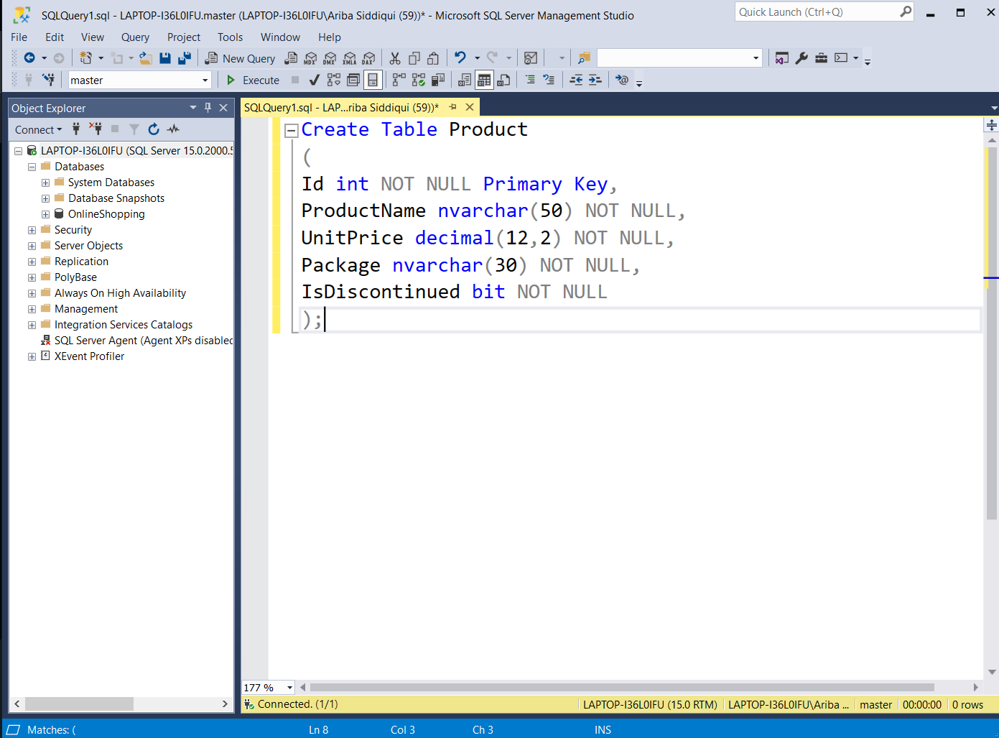 SQLQuery1.sql - LAPTOP-I36L0IFU.master (LAPTOP-I36L0IFU\Ariba Siddiqui (59))* - Microsoft SQL Server Management Studio
Quick Launch (Ctrl+Q)
File Edit View Query Project Tools Window Help
New Query MDX DMX XMLA DAX
master Execute
Object Explorer
SQLQuery1.sql - LAP...riba Siddiqui (59))*
Connect
LAPTOP-I36L0IFU (SQL Server 15.0.2000.5
Databases
System Databases
Database Snapshots
OnlineShopping
Security
Server Objects
Replication
PolyBase
Always On High Availability
Management
Integration Services Catalogs
SQL Server Agent (Agent XPs disabled
XEvent Profiler
Create Table Product
(
Id int NOT NULL Primary Key,
ProductName nvarchar(50) NOT NULL,
UnitPrice decimal(12,2) NOT NULL,
Package nvarchar(30) NOT NULL,
IsDiscontinued bit NOT NULL
);
177 %
Connected. (1/1)
LAPTOP-I36L0IFU (15.0 RTM) LAPTOP-I36L0IFU\Ariba ... master 00:00:00 0 rows
Matches: ( Ln 8 Col 3 Ch 3 INS